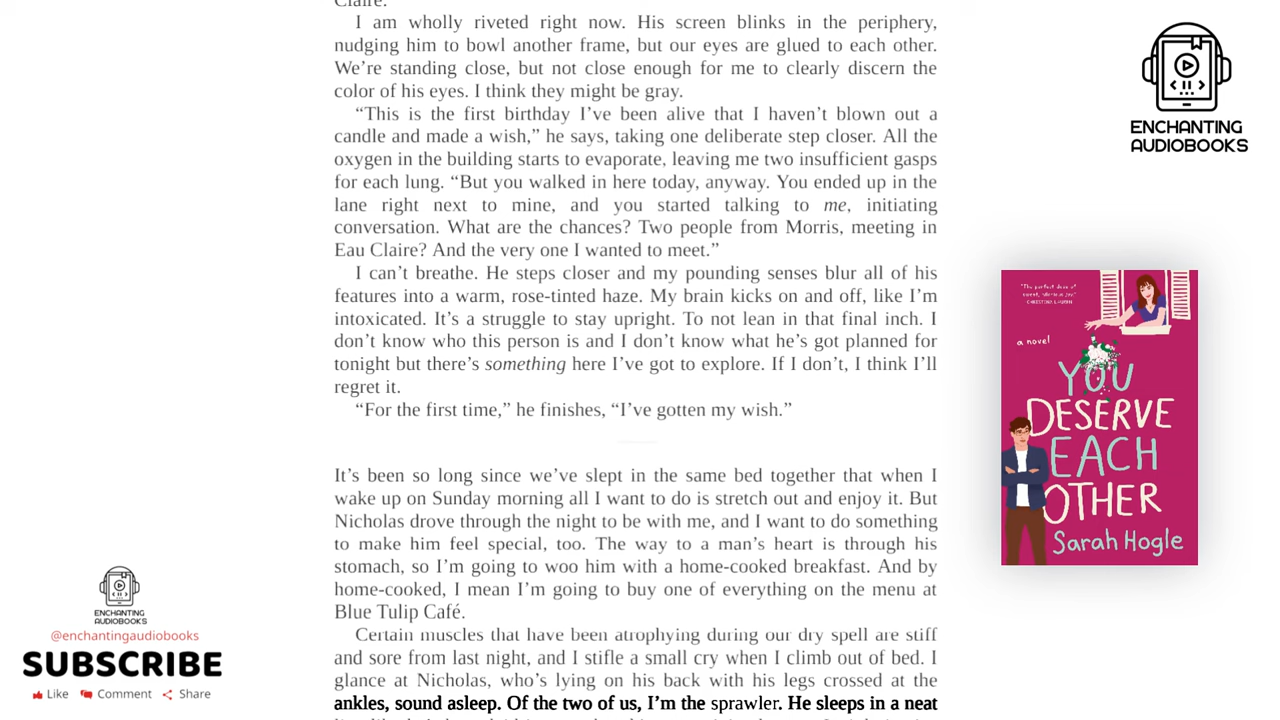 Claire.
I am wholly riveted right now. His screen blinks in the periphery,
nudging him to bowl another frame, but our eyes are glued to each other.
We’re standing close, but not close enough for me to clearly discern the
color of his eyes. I think they might be gray.
“This is the first birthday I’ve been alive that I haven’t blown out a
candle and made a wish,” he says, taking one deliberate step closer. All the
oxygen in the building starts to evaporate, leaving me two insufficient gasps
for each lung. “But you walked in here today, anyway. You ended up in the
lane right next to mine, and you started talking to me, initiating
conversation. What are the chances? Two people from Morris, meeting in
Eau Claire? And the very one I wanted to meet.”
I can’t breathe. He steps closer and my pounding senses blur all of his
features into a warm, rose-tinted haze. My brain kicks on and off, like I’m
intoxicated. It’s a struggle to stay upright. To not lean in that final inch. I
don’t know who this person is and I don’t know what he’s got planned for
tonight but there’s something here I’ve got to explore. If I don’t, I think I’ll
regret it.
“For the first time,” he finishes, “I’ve gotten my wish.”
It’s been so long since we’ve slept in the same bed together that when I
wake up on Sunday morning all I want to do is stretch out and enjoy it. But
Nicholas drove through the night to be with me, and I want to do something
to make him feel special, too. The way to a man’s heart is through his
stomach, so I’m going to woo him with a home-cooked breakfast. And by
home-cooked, I mean I’m going to buy one of everything on the menu at
Blue Tulip Café.
Certain muscles that have been atrophying during our dry spell are stiff
and sore from last night, and I stifle a small cry when I climb out of bed. I
glance at Nicholas, who’s lying on his back with his legs crossed at the
ankles, sound asleep. Of the two of us, I’m the sprawler. He sleeps in a neat
ENCHANTING
AUDIOBOOKS
a novel
YOU
DESERVE
EACH
OTHER
Sarah Hogle
ENCHANTING
AUDIOBOOKS
@enchantingaudiobooks
SUBSCRIBE
Like Comment Share